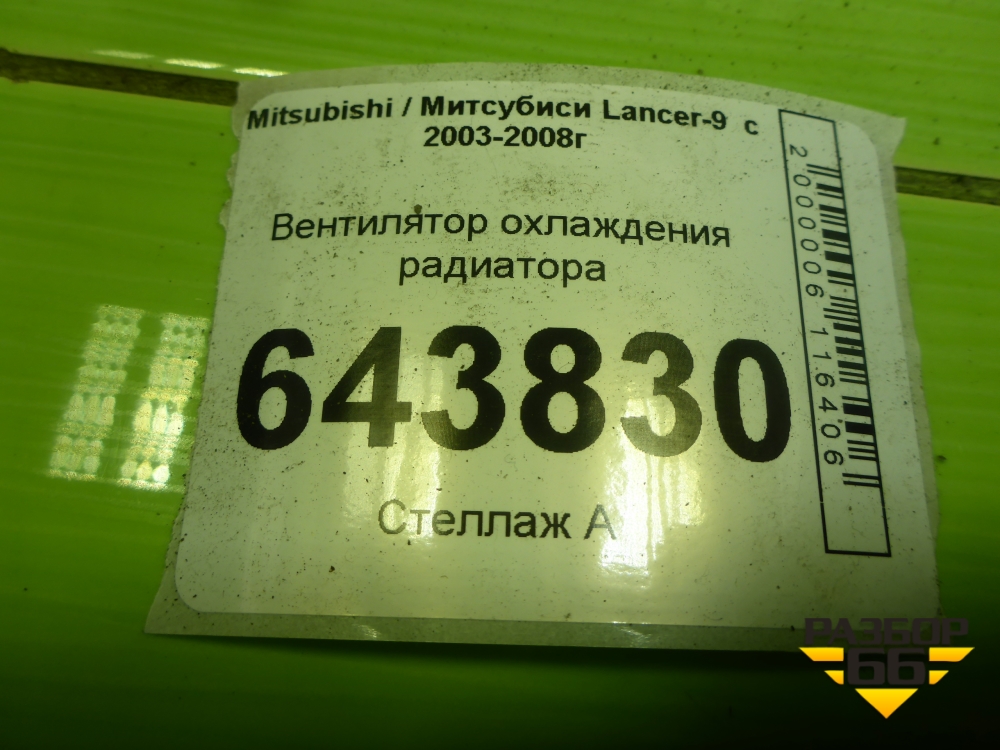 Mitsubishi / Митсубиси Lancer-9 с
2003-2008г
Вентилятор охлаждения
радиатора
643830
Стеллаж А
2000006116406
РАЗБОР
66